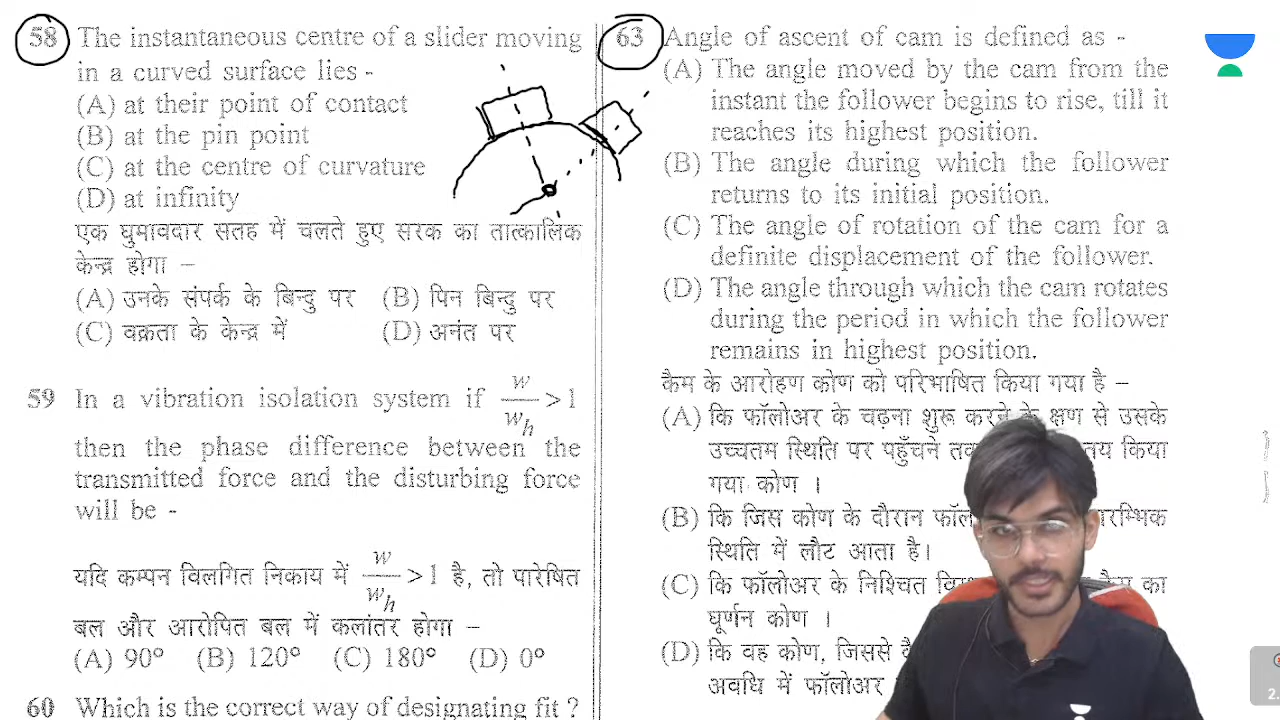 58 The instantaneous centre of a slider moving
in a curved surface lies -
(A) at their point of contact
(B) at the pin point
(C) at the centre of curvature
(D) at infinity
एक घुमावदार सतह में चलते हुए सरक का तात्कालिक
केन्द्र होगा –
(A) उनके संपर्क के बिन्दु पर (B) पिन बिन्दु पर
(C) वक्रता के केन्द्र में (D) अनंत पर
59 In a vibration isolation system if w/wh > 1
then the phase difference between the
transmitted force and the disturbing force
will be -
यदि कम्पन विलगित निकाय में w/wh > 1 है, तो पारेषित
बल और आरोपित बल में कलांतर होगा –
(A) 90° (B) 120° (C) 180° (D) 0°
60 Which is the correct way of designating fit ?
63 Angle of ascent of cam is defined as -
(A) The angle moved by the cam from the
instant the follower begins to rise, till it
reaches its highest position.
(B) The angle during which the follower
returns to its initial position.
(C) The angle of rotation of the cam for a
definite displacement of the follower.
(D) The angle through which the cam rotates
during the period in which the follower
remains in highest position.
कैम के आरोहण कोण को परिभाषित किया गया है –
(A) कि फॉलोअर के चढ़ना शुरू करने के क्षण से उसके
उच्चतम स्थिति पर पहुँचने तय किया
गया कोण ।
(B) कि जिस कोण के दौरान
स्थिति में लौट आता है।
(C) कि फॉलोअर के निश्चित का
घूर्णन कोण ।
(D) कि वह कोण, जिससे
अवधि में फॉलोअर
2.